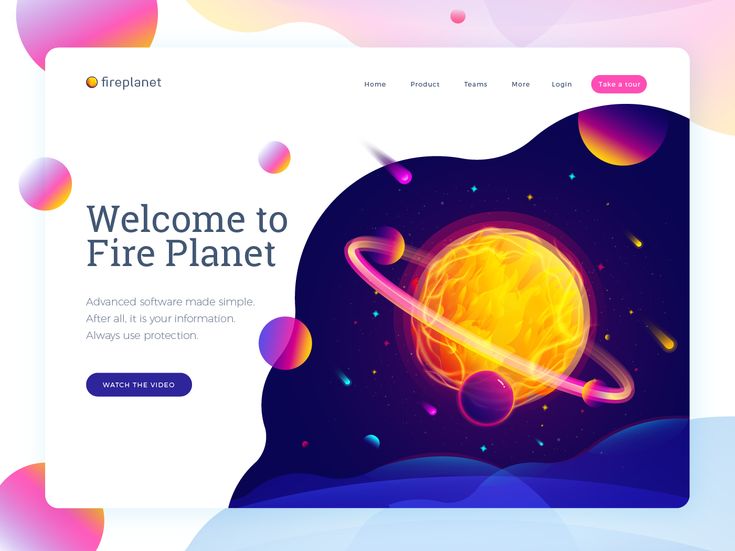 fireplanet
Home Product Teams More LogIn Take a tour
Welcome to
Fire Planet
Advanced software made simple.
After all, it is your information.
Always use protection.
WATCH THE VIDEO